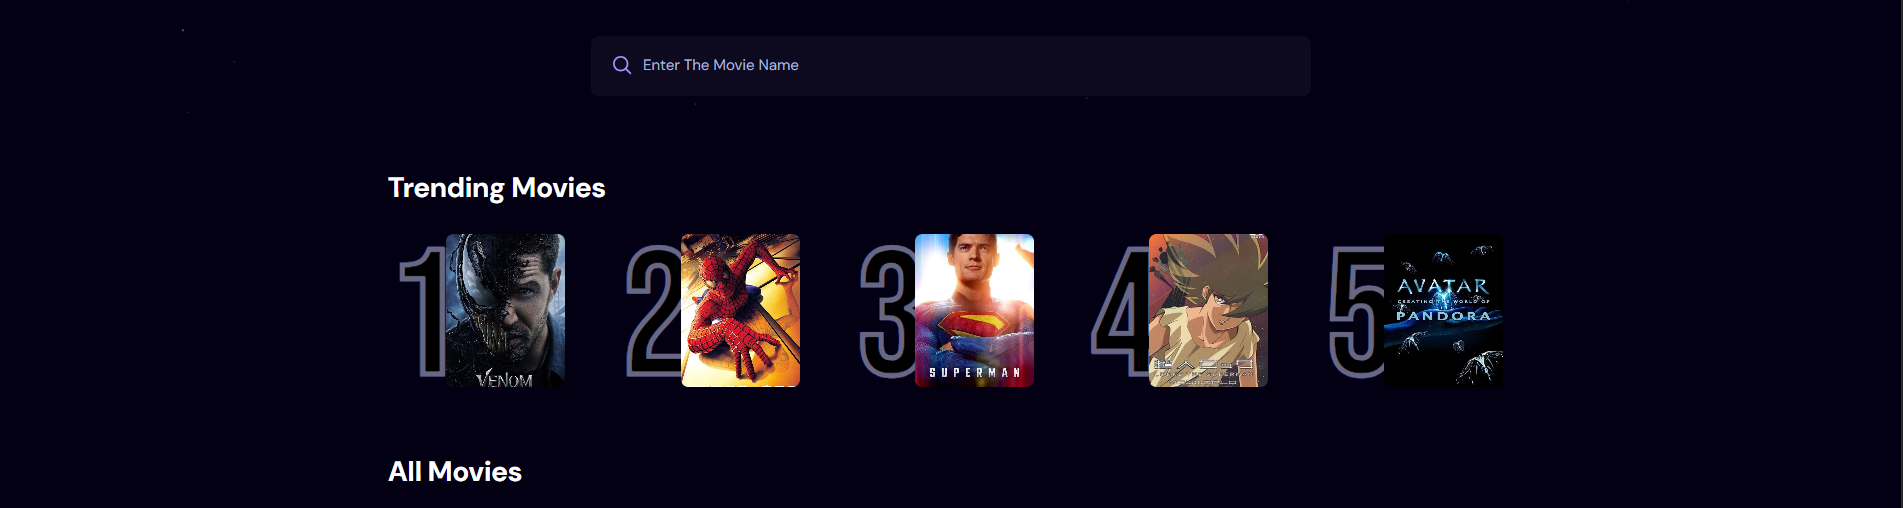 Enter The Movie Name
Trending Movies
1
VENOM
2
3
SUPERMAN
4
5
AVATAR
CREATING THE WORLD OF
PANDORA
All Movies